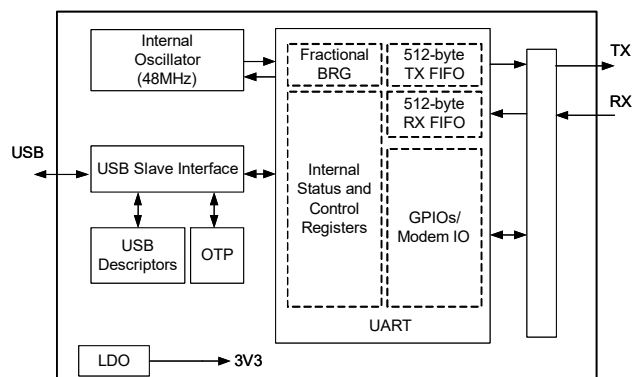 Internal
Oscillator
(48MHz)
Fractional
BRG
512-byte
TX FIFO
512-byte
RX FIFO
TX
RX
USB
USB Slave Interface
Internal
Status and
Control
Registers
GPIOs/
Modem IO
USB
Descriptors
OTP
UART
LDO
3V3